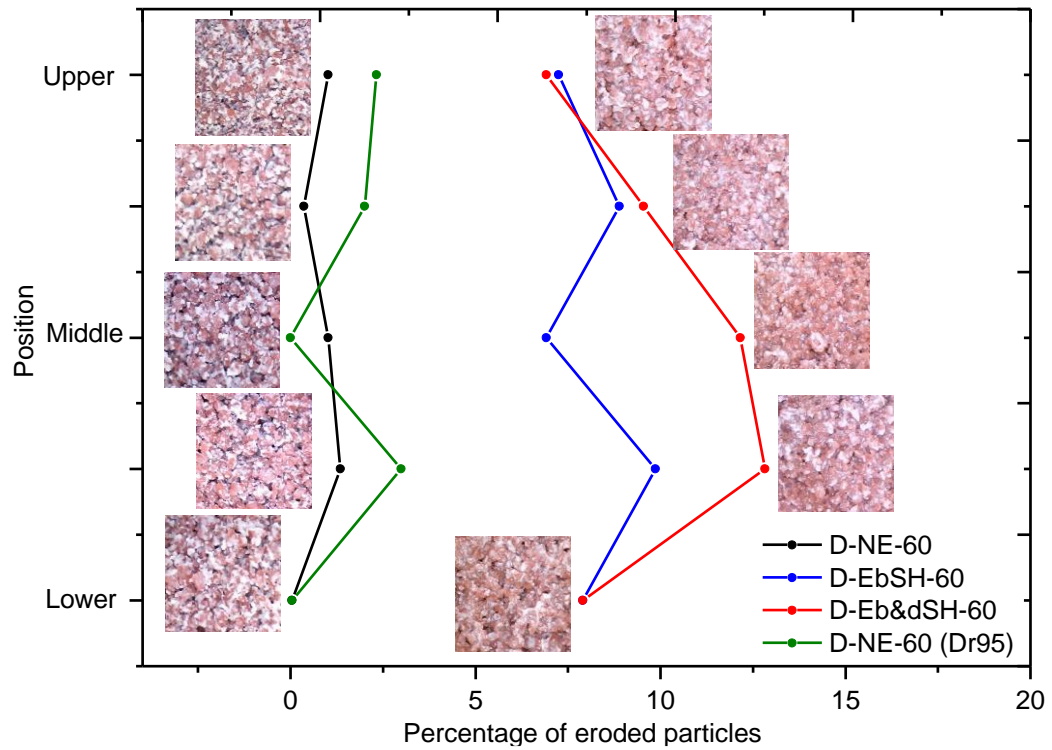 Upper
Middle
Lower
Position
D-NE-60
D-EbSH-60
D-Eb&dSH-60
D-NE-60 (Dr95)
0
5
10
15
20
Percentage of eroded particles